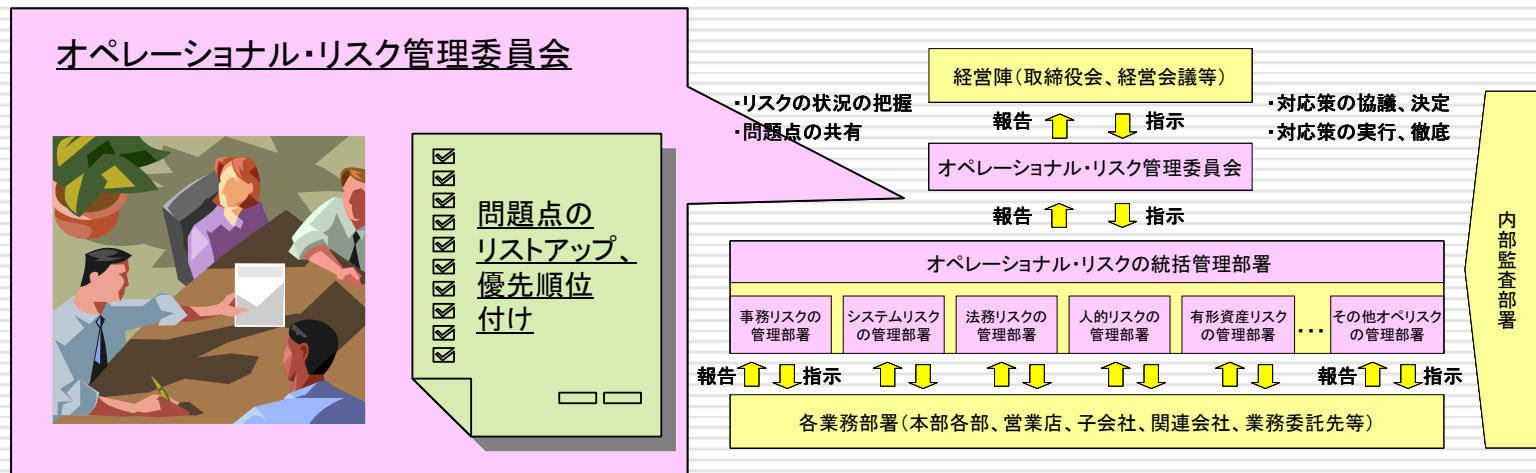 オペレーショナル・リスク管理委員会
問題点の
リストアップ、
優先順位
付け
経営陣（取締役会、経営会議等）
・リスクの状況の把握
・問題点の共有
報告
指示
・対応策の協議、決定
・対応策の実行、徹底
オペレーショナル・リスク管理委員会
報告
指示
オペレーショナル・リスクの統括管理部署
事務リスクの
管理部署
システムリスク
の管理部署
法務リスクの
管理部署
人的リスクの
管理部署
有形資産リスク
の管理部署
…
その他オペリスク
の管理部署
報告
指示
報告
指示
各業務部署（本部各部、営業店、子会社、関連会社、業務委託先等）
内部監査部署